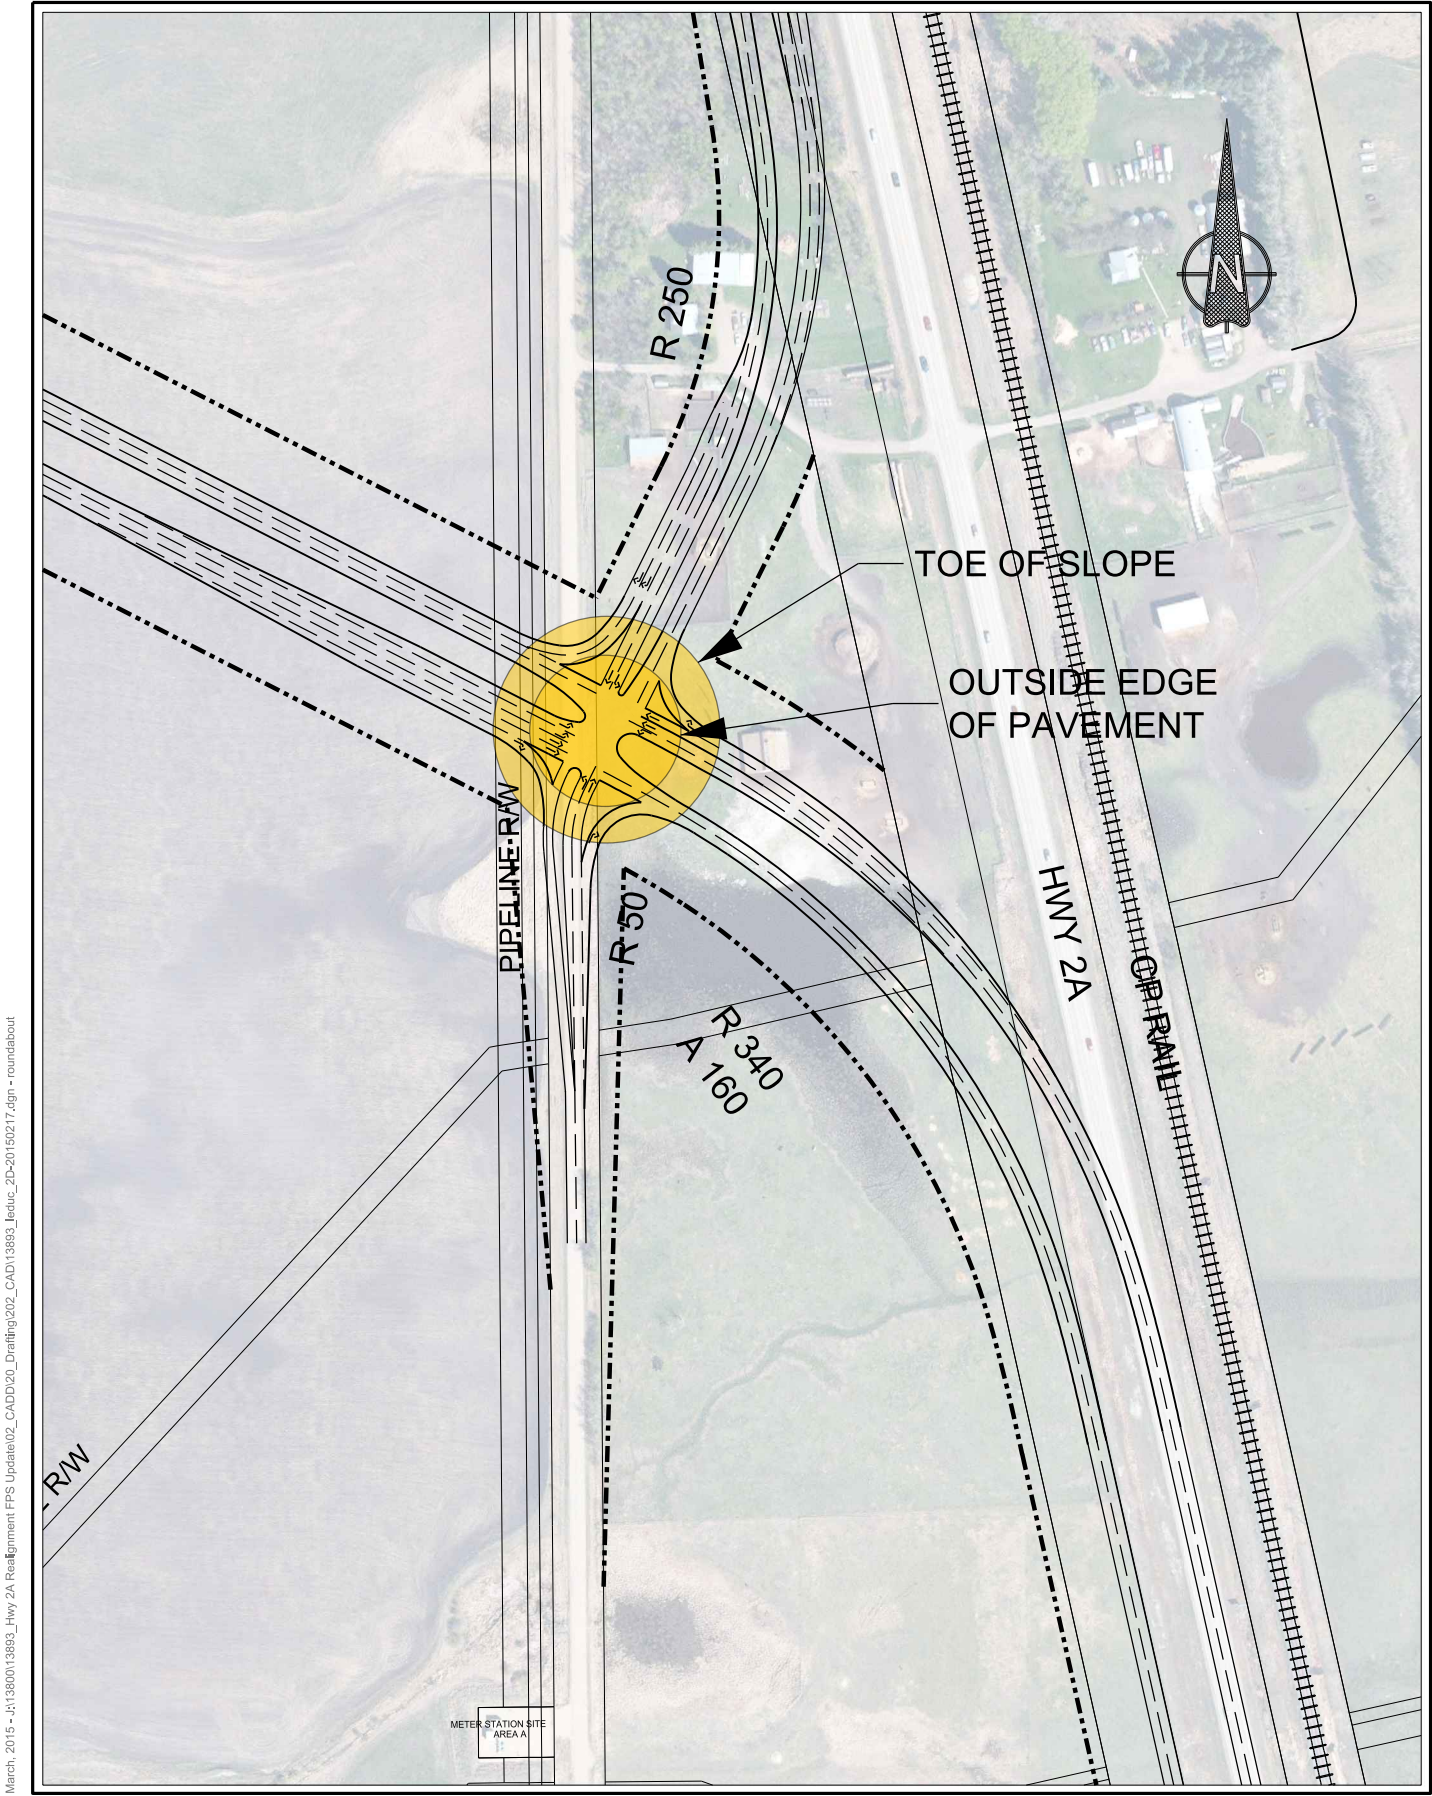 R 250
N
TOE OF SLOPE
OUTSIDE EDGE
OF PAVEMENT
PIPELINE R/W
R 50
HWY 2A
CP RAIL
R 340
A 160
R/W
METER STATION SITE
AREA A
March, 2015 - J:\13800\13893_Hwy 2A Realignment FPS Update\02_CADD\20_Drafting\202_CAD\13893_leduc_2D-20150217.dgn - roundabout